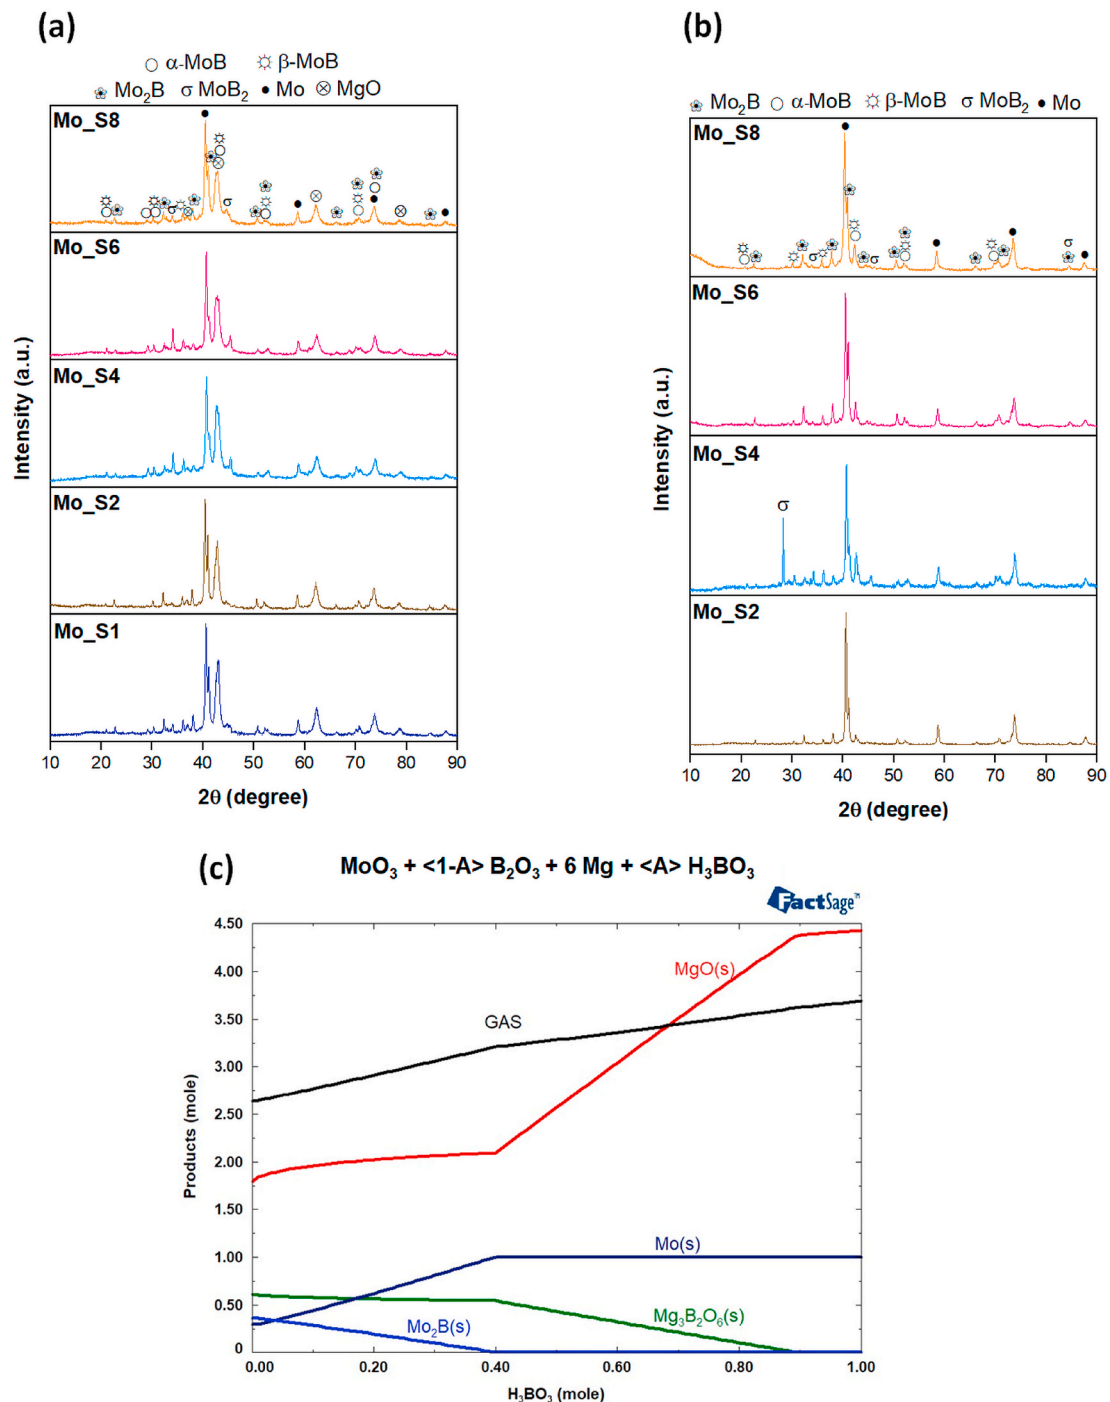 (a)
○ α-MoB ☼ β-MoB
Mo₂B σ MoB₂ ● Mo ⊗ MgO
Mo_S8
σ
σ
Mo_S6
Mo_S4
Mo_S2
Mo_S1
Intensity (a.u.)
10 20 30 40 50 60 70 80 90
2θ (degree)
(b)
Mo₂B ○ α-MoB ☼ β-MoB σ MoB₂ ● Mo
Mo_S8
σ
σ
σ
Mo_S6
Mo_S4
σ
Mo_S2
Intensity (a.u.)
10 20 30 40 50 60 70 80 90
2θ (degree)
(c)
MoO₃ + <1-A> B₂O₃ + 6 Mg + <A> H₃BO₃
FactSage™
4.50
4.00
3.50
3.00
2.50
2.00
1.50
1.00
0.50
0
Products (mole)
MgO(s)
GAS
Mo(s)
Mg₃B₂O₆(s)
Mo₂B(s)
0.00 0.20 0.40 0.60 0.80 1.00
H₃BO₃ (mole)